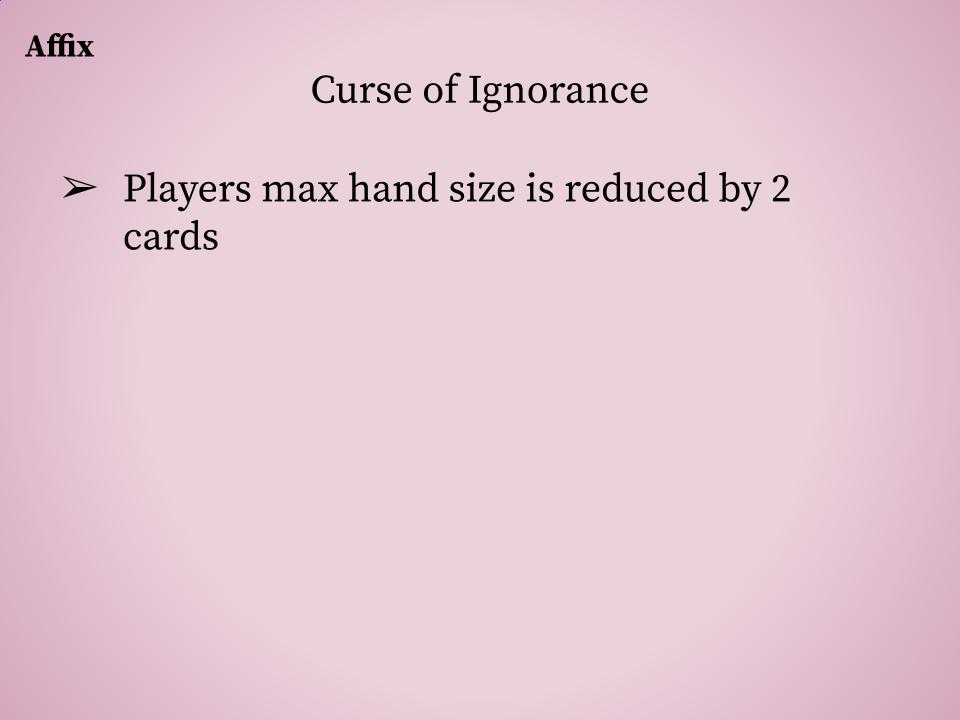 Affix
Curse of Ignorance
➢ Players max hand size is reduced by 2
cards